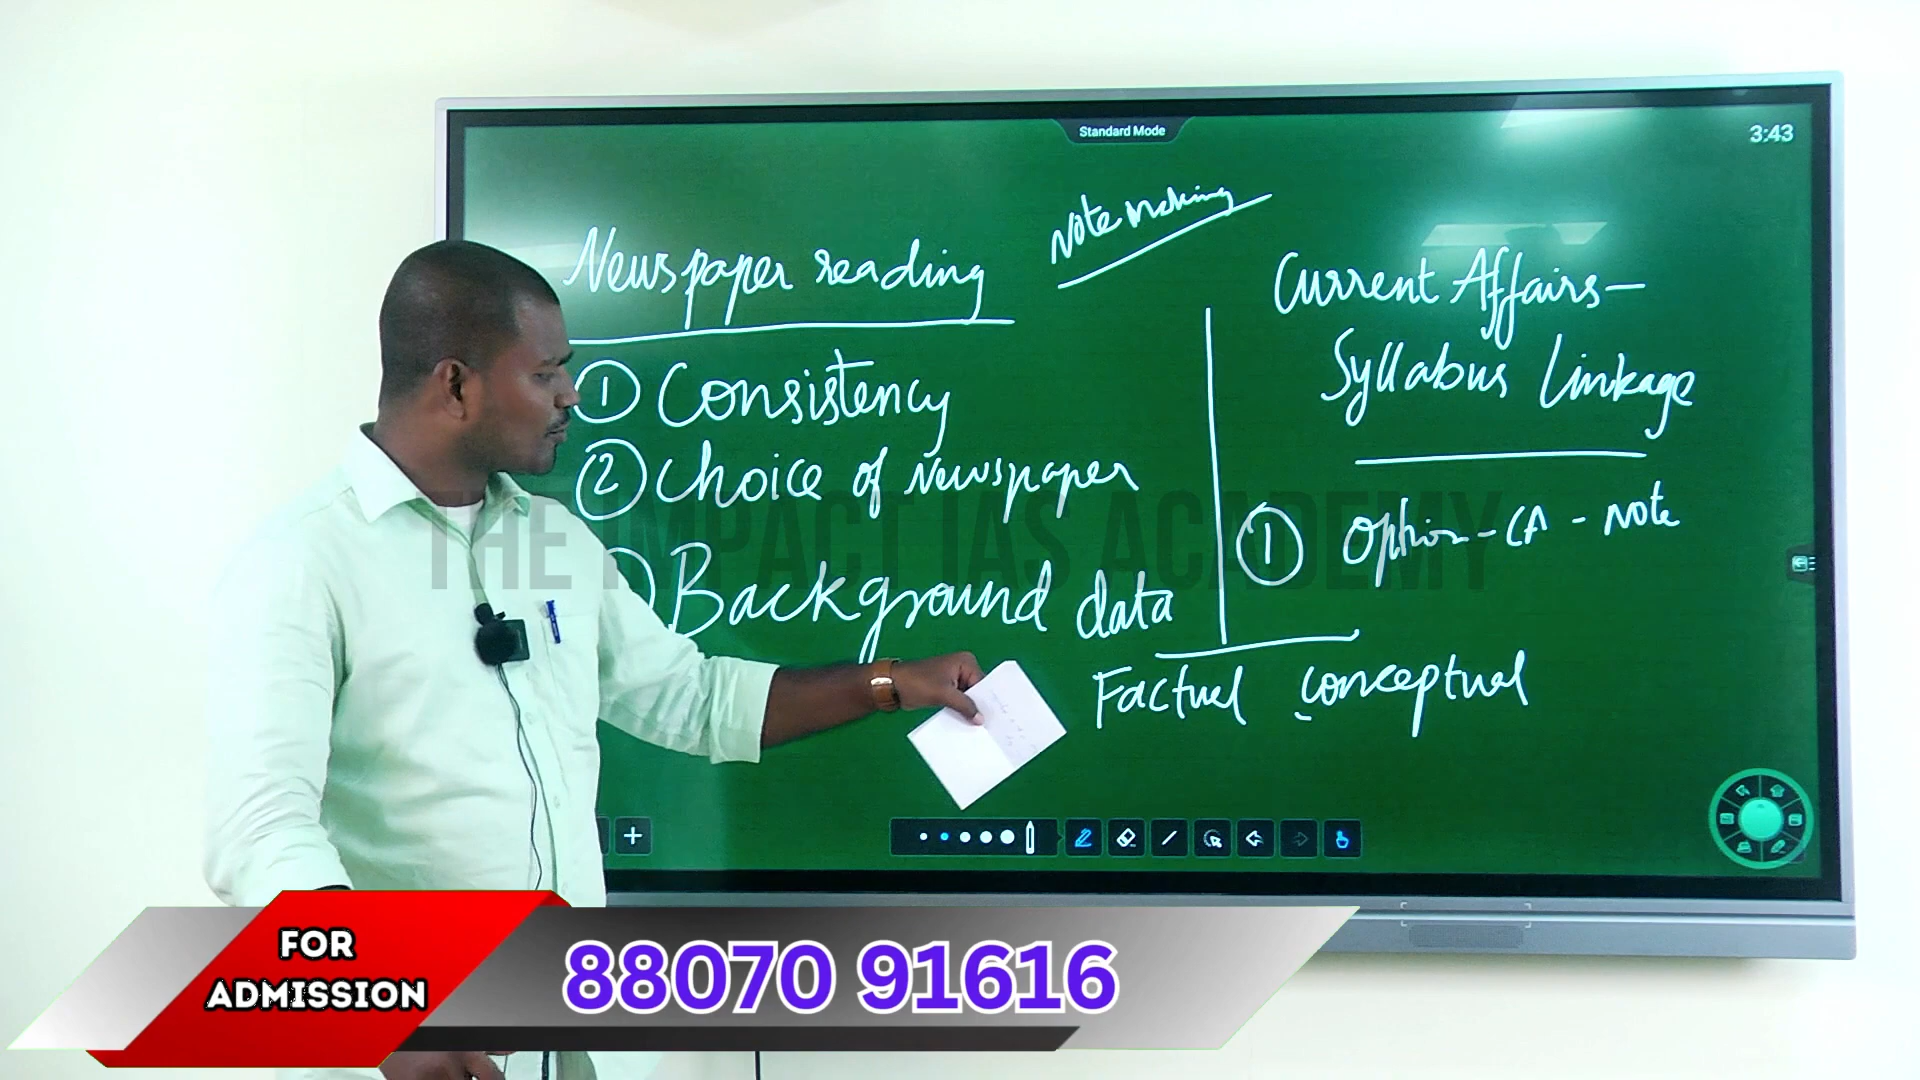 Standard Mode
3:43
Note making
Newspaper reading
① Consistency
② Choice of Newspaper
Background data
Current Affairs -
Syllabus Linkage
① Option - CA - Note
Factual conceptual
THE IMPACT IAS ACADEMY
FOR
ADMISSION
88070 91616